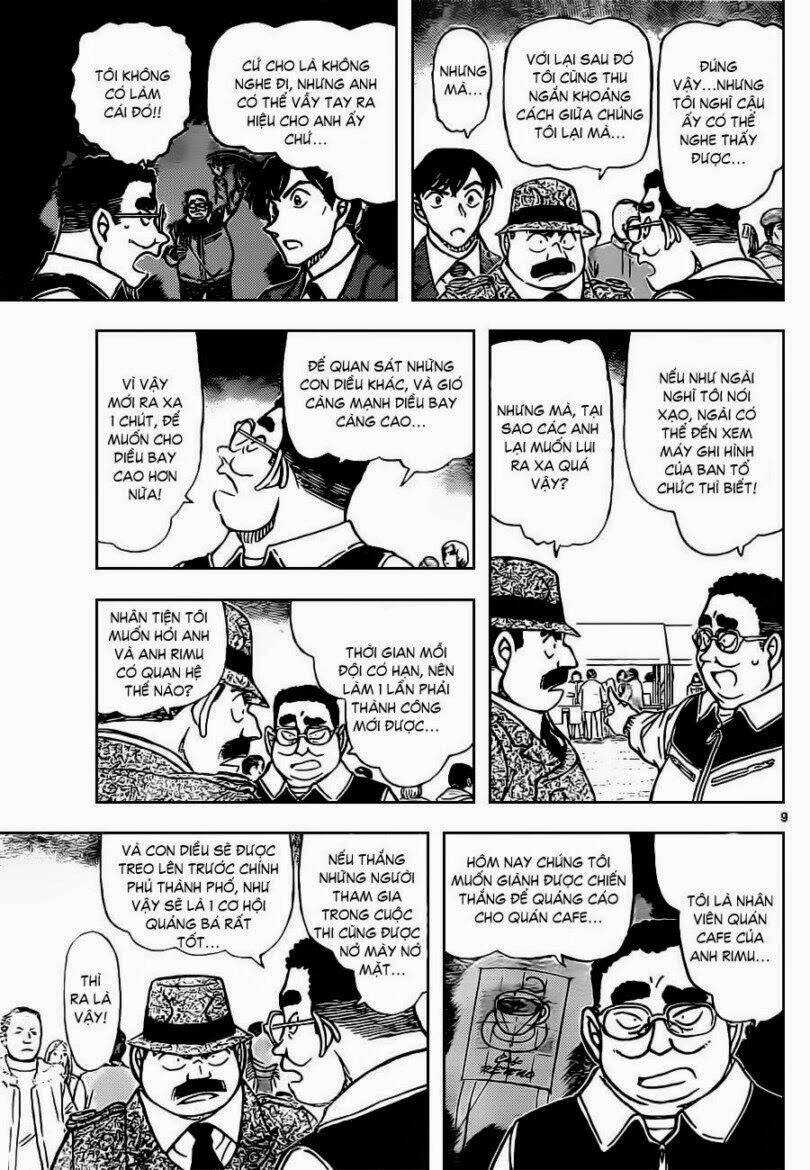 ĐÚNG
VẬY...NHƯNG
TÔI NGHĨ CẬU
ẤY CÓ THỂ
NGHE THẤY
ĐƯỢC...
VỚI LẠI SAU ĐÓ
TÔI CŨNG THU
NGẮN KHOẢNG
CÁCH GIỮA CHÚNG
TÔI LẠI MÀ...
NHƯNG
MÀ...
CỨ CHO LÀ KHÔNG
NGHE ĐI, NHƯNG ANH
CÓ THỂ VẪY TAY RA
HIỆU CHO ANH ẤY
CHỨ...
TÔI KHÔNG
CÓ LÀM
CÁI ĐÓ!!
NẾU NHƯ NGÀI
NGHĨ TÔI NÓI
XẠO, NGÀI CÓ
THỂ ĐẾN XEM
MÁY GHI HÌNH
CỦA BAN TỔ
CHỨC THÌ BIẾT!
NHƯNG MÀ, TẠI
SAO CÁC ANH
LẠI MUỐN LUI
RA XA QUÁ
VẬY?
ĐỂ QUAN SÁT NHỮNG
CON DIỀU KHÁC, VÀ GIÓ
CÀNG MẠNH DIỀU BAY
CÀNG CAO...
VÌ VẬY
MỚI RA XA
1 CHÚT, ĐỂ
MUỐN CHO
DIỀU BAY
CAO HƠN
NỮA!
THỜI GIAN MỖI
ĐỘI CÓ HẠN, NÊN
LÀM 1 LẦN PHẢI
THÀNH CÔNG
MỚI ĐƯỢC...
NHÂN TIỆN TÔI
MUỐN HỎI ANH
VÀ ANH RIMU
CÓ QUAN HỆ
THẾ NÀO?
9
TÔI LÀ NHÂN
VIÊN QUÁN
CAFE CỦA
ANH RIMU...
HÔM NAY CHÚNG TÔI
MUỐN GIÀNH ĐƯỢC CHIẾN
THẮNG ĐỂ QUẢNG CÁO
CHO QUÁN CAFE...
NẾU THẮNG
NHỮNG NGƯỜI
THAM GIA
TRONG CUỘC
THI CŨNG ĐƯỢC
NỞ MÀY NỞ
MẶT...
VÀ CON DIỀU SẼ ĐƯỢC
TREO LÊN TRƯỚC CHÍNH
PHỦ THÀNH PHỐ, NHƯ
VẬY SẼ LÀ 1 CƠ HỘI
QUẢNG BÁ RẤT
TỐT...
THÌ
RA LÀ
VẬY!